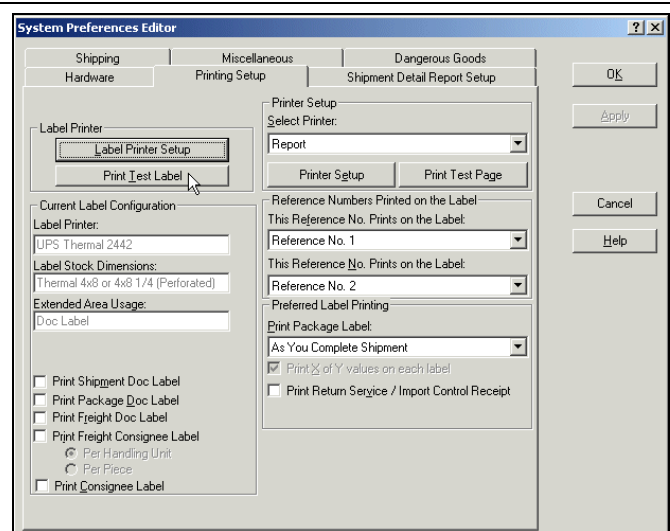 System Preferences Editor
Shipping
Miscellaneous
Dangerous Goods
Hardware
Printing Setup
Shipment Detail Report Setup
OK
Apply
Cancel
Help
Label Printer
Label Printer Setup
Print Test Label
Current Label Configuration
Label Printer:
UPS Thermal 2442
Label Stock Dimensions:
Thermal 4x8 or 4x8 1/4 (Perforated)
Extended Area Usage:
Doc Label
Print Shipment Doc Label
Print Package Doc Label
Print Freight Doc Label
Print Freight Consignee Label
Per Handling Unit
Per Piece
Print Consignee Label
Printer Setup
Select Printer:
Report
Printer Setup
Print Test Page
Reference Numbers Printed on the Label
This Reference No. Prints on the Label:
Reference No. 1
This Reference No. Prints on the Label:
Reference No. 2
Preferred Label Printing
Print Package Label:
As You Complete Shipment
Print X of Y values on each label
Print Return Service / Import Control Receipt